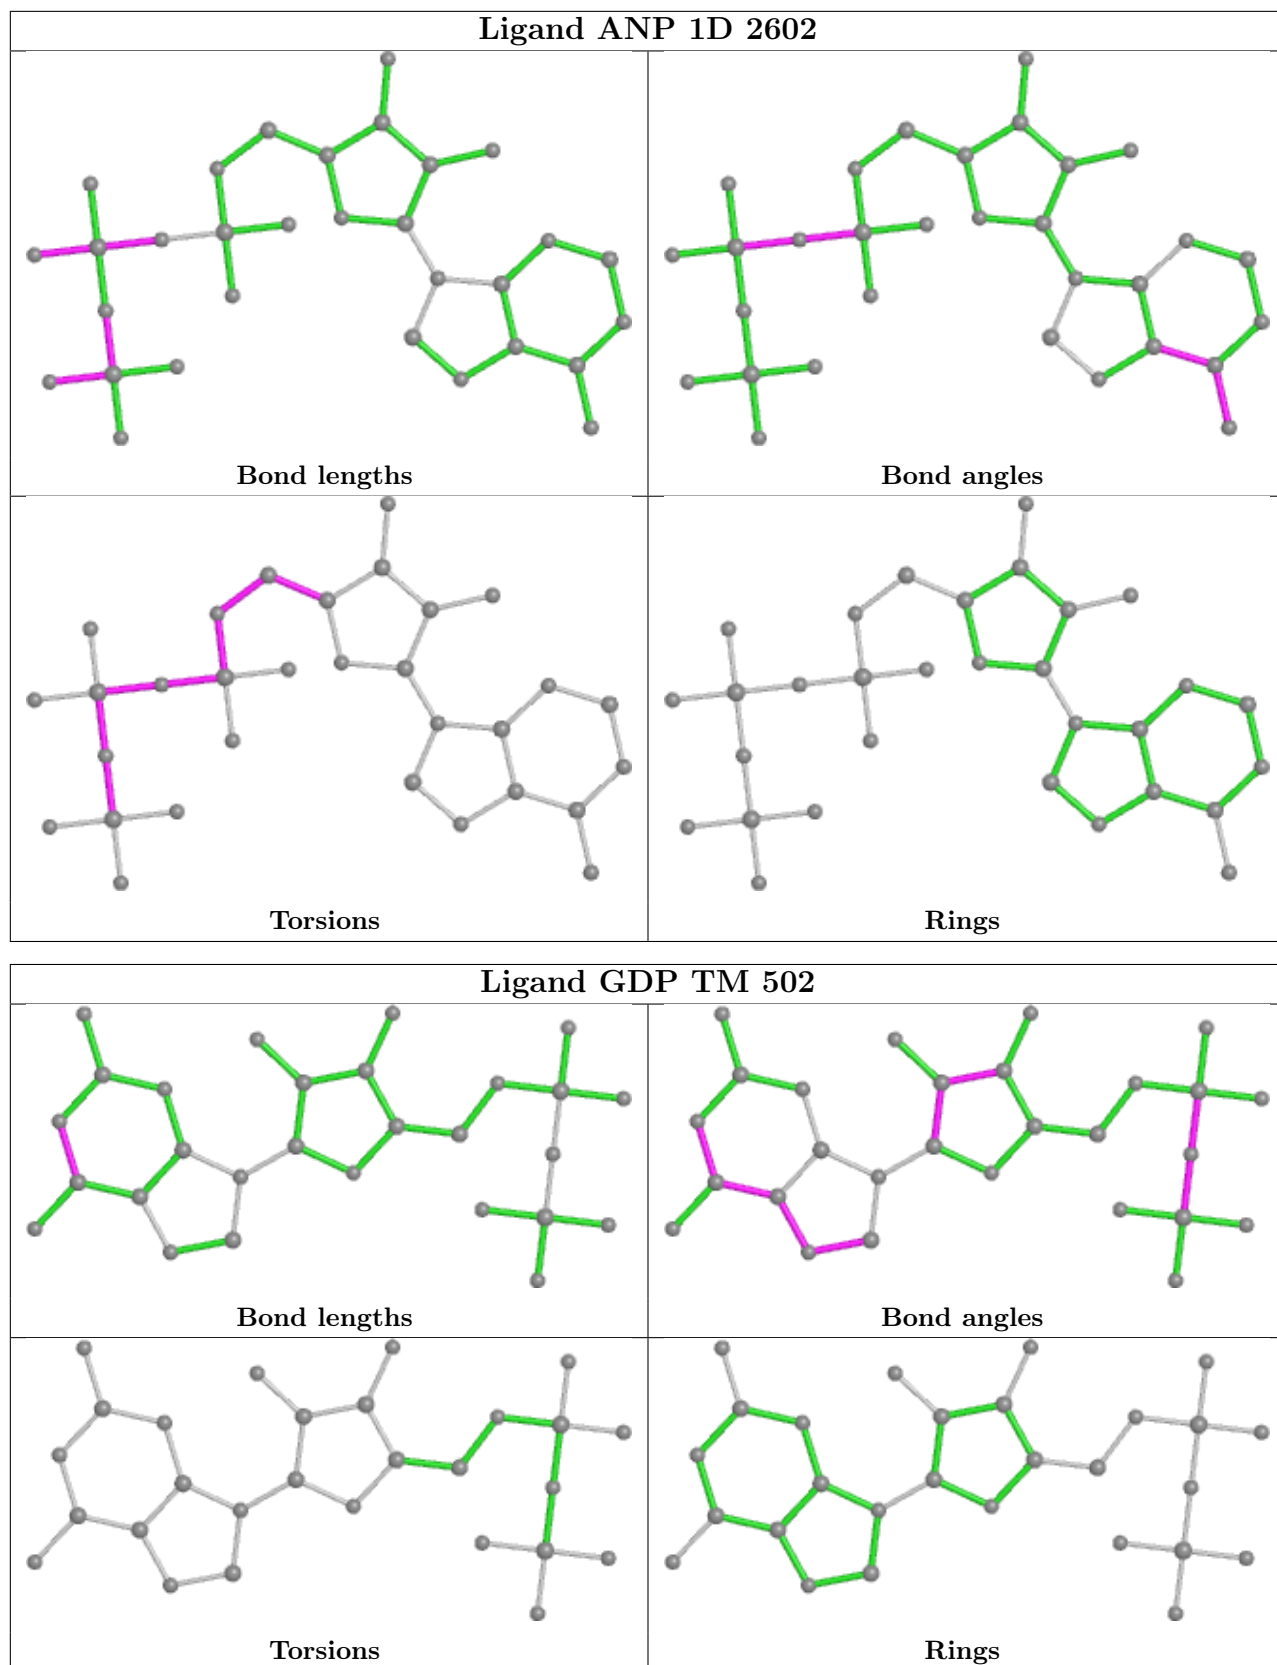 Ligand ANP 1D 2602
Bond lengths
Bond angles
Torsions
Rings
Ligand GDP TM 502
Bond lengths
Bond angles
Torsions
Rings